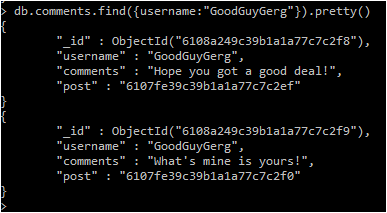 > db.comments.find({username:"GoodGuyGerg"}).pretty()
{
"_id" : ObjectId("6108a249c39b1a1a77c7c2f8"),
"username" : "GoodGuyGerg",
"comments" : "Hope you got a good deal!",
"post" : "6107fe39c39b1a1a77c7c2ef"
}
{
"_id" : ObjectId("6108a249c39b1a1a77c7c2f9"),
"username" : "GoodGuyGerg",
"comments" : "What's mine is yours!",
"post" : "6107fe39c39b1a1a77c7c2f0"
}
>